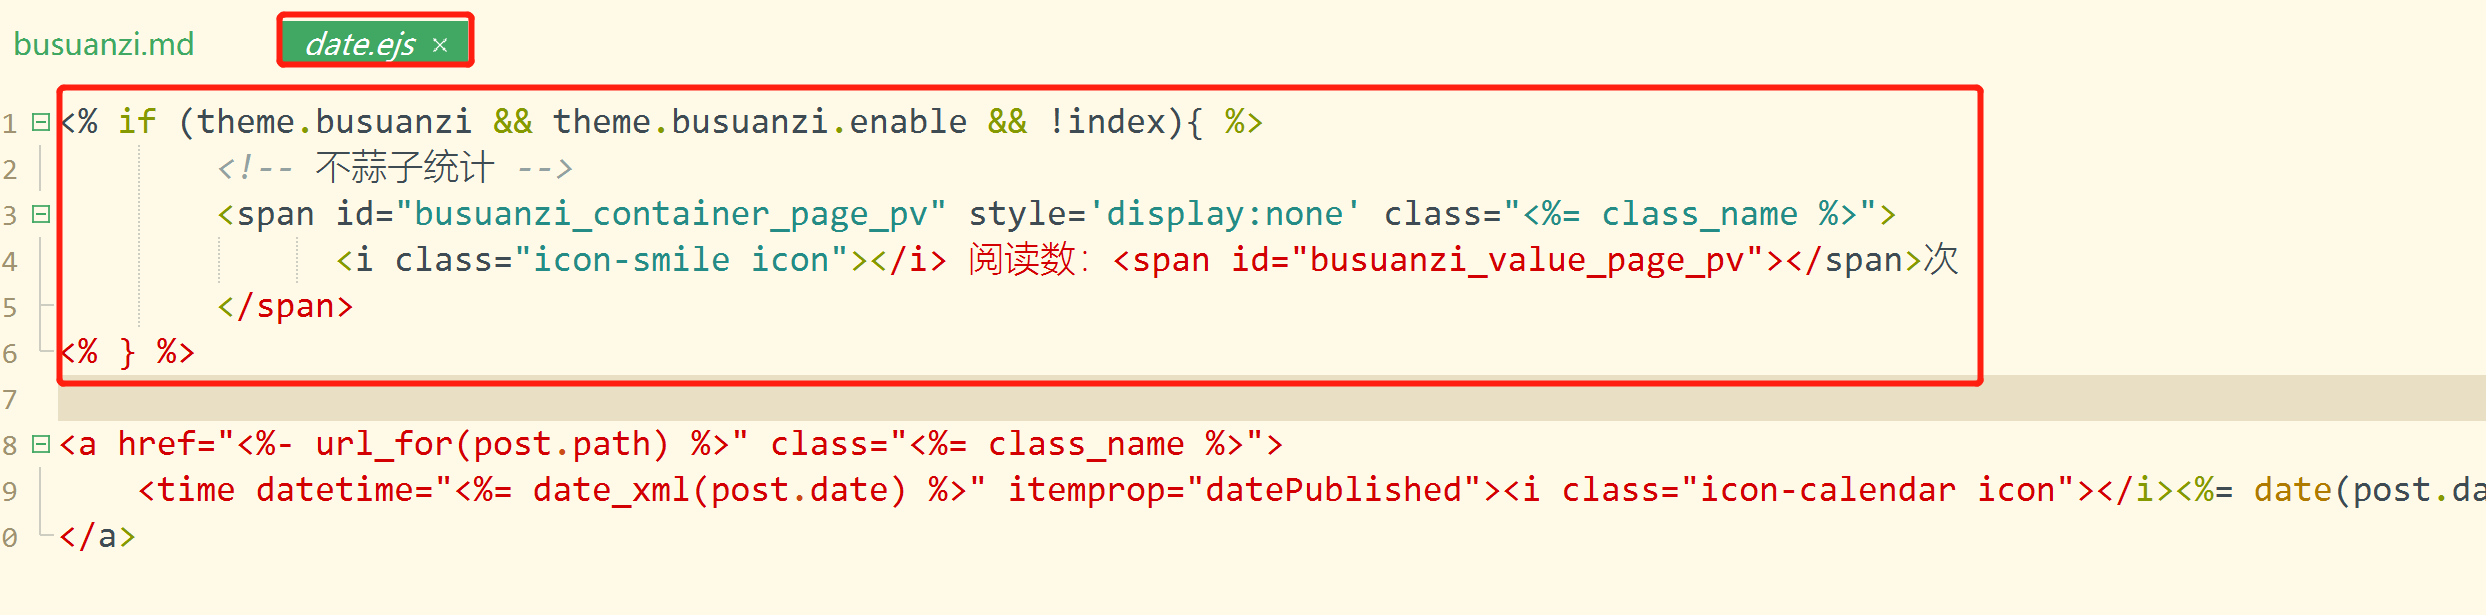 busuanzi.md date.ejs ×
1 <% if (theme.busuanzi && theme.busuanzi.enable && !index){ %>
2 <!-- 不蒜子统计 -->
3 <span id="busuanzi_container_page_pv" style='display:none' class="<%= class_name %>">
4 <i class="icon-smile icon"></i> 阅读数：<span id="busuanzi_value_page_pv"></span>次
5 </span>
6 <% } %>
7
8 <a href="<%- url_for(post.path) %>" class="<%= class_name %>">
9 <time datetime="<%= date_xml(post.date) %>" itemprop="datePublished"><i class="icon-calendar icon"></i><%= date(post.da
0 </a>